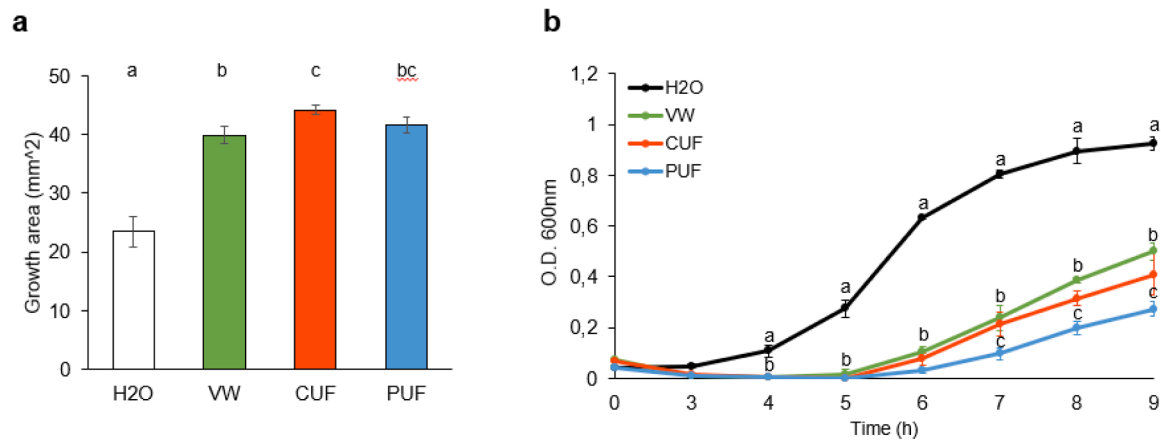 a
a
b
c
bc
Growth area (mm^2)
50
40
30
20
10
0
H2O
VW
CUF
PUF
b
O.D. 600nm
1,2
1
0,8
0,6
0,4
0,2
0
H2O
VW
CUF
PUF
a
a
a
a
a
a
b
b
b
b
b
b
c
c
c
0
3
4
5
6
7
8
9
Time (h)